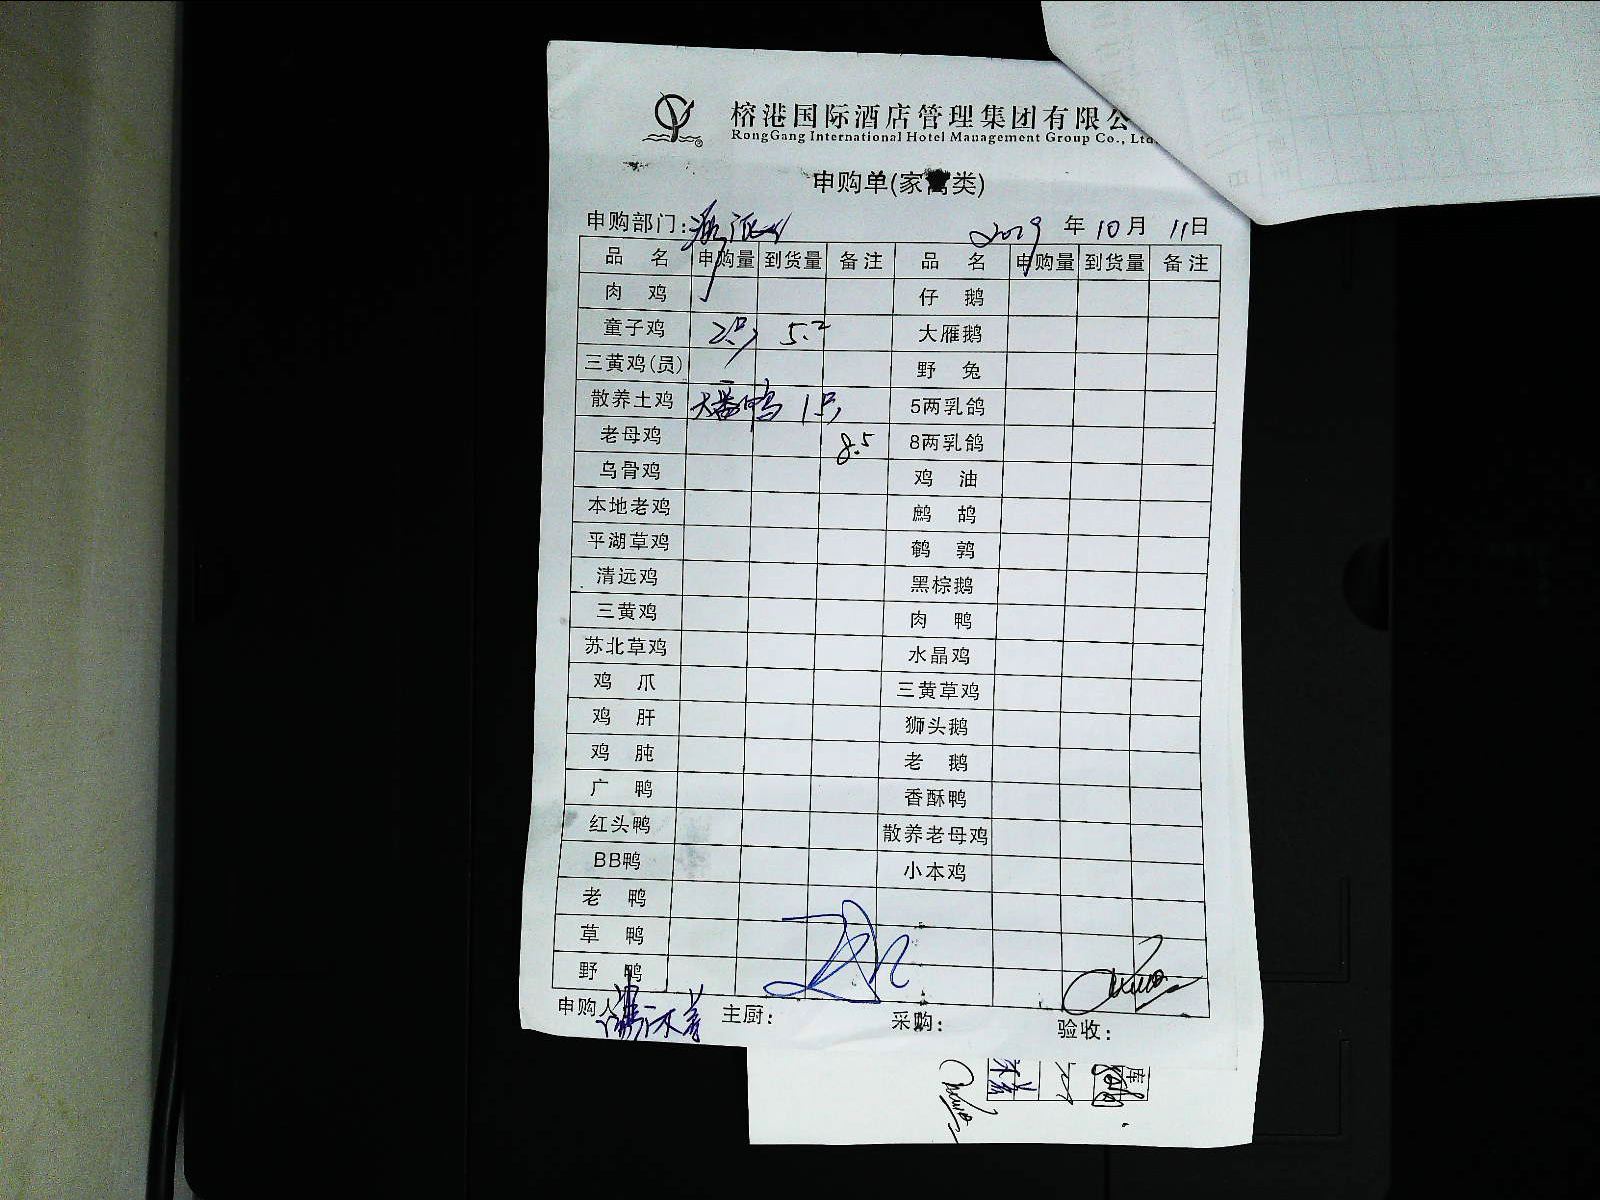 榕港国际酒店管理集团有限公
RongGang International Hotel Management Group Co., Ltd.
申购单(家禽类)
申购部门: 2019 年 10 月 11 日
品 名 申购量 到货量 备注 品 名 申购量 到货量 备注
肉 鸡 仔 鹅
童子鸡 2只 5.2 大雁鹅
三黄鸡(员) 野 兔
散养土鸡 大番鸭 1只 5两乳鸽
老母鸡 8.5 8两乳鸽
乌骨鸡 鸡 油
本地老鸡 鹧 鸪
平湖草鸡 鹌 鹑
清远鸡 黑棕鹅
三黄鸡 肉 鸭
苏北草鸡 水晶鸡
鸡 爪 三黄草鸡
鸡 肝 狮头鹅
鸡 肫 老 鹅
广 鸭 香酥鸭
红头鸭 散养老母鸡
BB鸭 小本鸡
老 鸭
草 鸭
野 鸭
申购人 主厨: 采购: 验收:
库